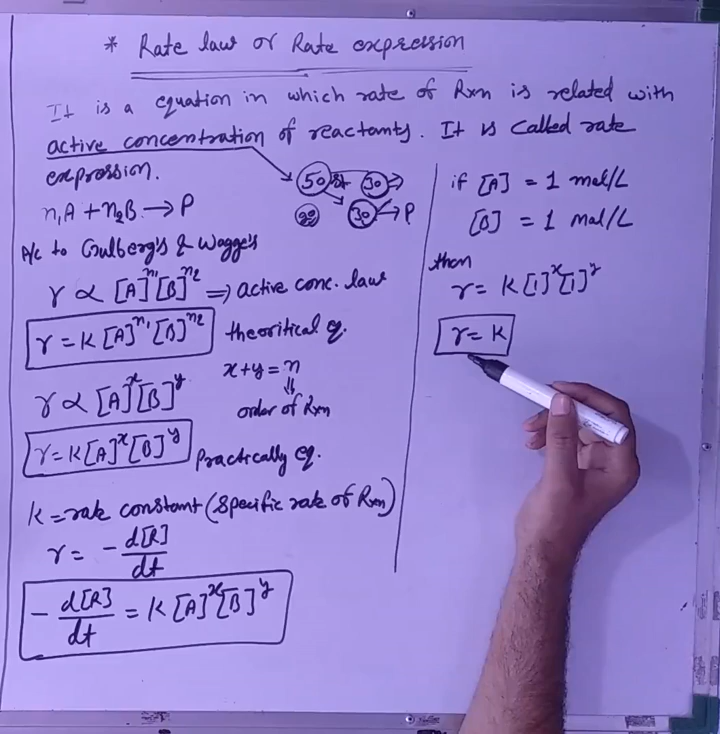 * Rate law or Rate expression
It is a equation in which rate of Rxn is related with
active concentration of reactants. It is called rate
expression.
50 30
30 → P
n₁A + n₂B → P
A/c to Gulberg's & Wagge's
r ∝ [A]^n₁ [B]^n₂ ⇒ active conc. law
r = K [A]^n₁ [B]^n₂ theoritical eq.
r ∝ [A]^x [B]^y
x + y = n
⇓
order of Rxn
r = K [A]^x [B]^y Practically eq.
K = rate constant (Specific rate of Rxn)
r = - d[R]/dt
- d[R]/dt = K [A]^x [B]^y
if [A] = 1 mol/L
[B] = 1 mol/L
then
r = K [1]^x [1]^y
r = K